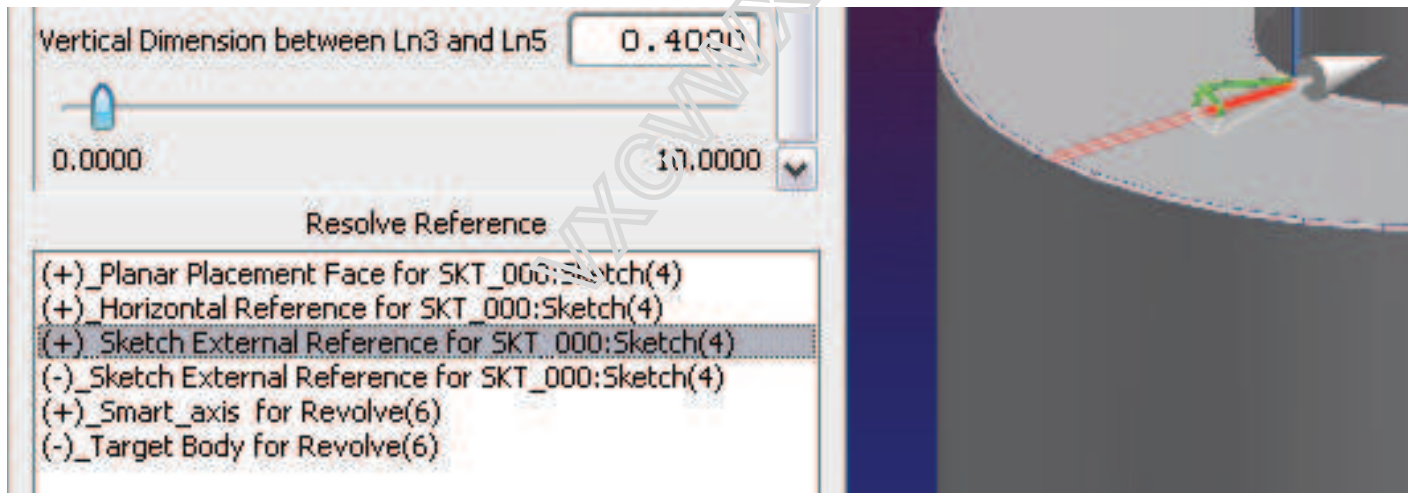 Vertical Dimension between Ln3 and Ln5 0.4000
0.0000 10.0000
Resolve Reference
(+)_Planar Placement Face for SKT_000:Sketch(4)
(+)_Horizontal Reference for SKT_000:Sketch(4)
(+)_Sketch External Reference for SKT_000:Sketch(4)
(-)_Sketch External Reference for SKT_000:Sketch(4)
(+)_Smart_axis for Revolve(6)
(-)_Target Body for Revolve(6)